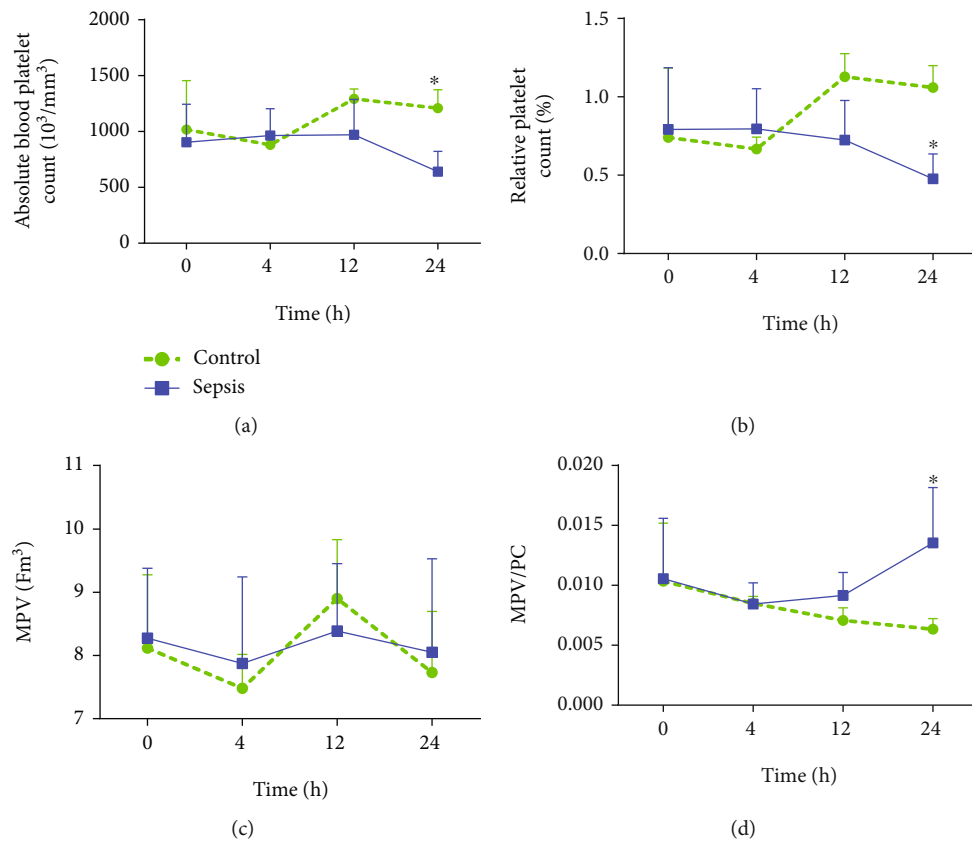 2000
1500
1000
500
0
Absolute blood platelet
count (10³/mm³)
*
0 4 12 24
Time (h)
Control
Sepsis
(a)
1.5
1.0
0.5
0.0
Relative platelet
count (%)
*
0 4 12 24
Time (h)
(b)
11
10
9
8
7
MPV (Fm³)
0 4 12 24
Time (h)
(c)
0.020
0.015
0.010
0.005
0.000
MPV/PC
*
0 4 12 24
Time (h)
(d)